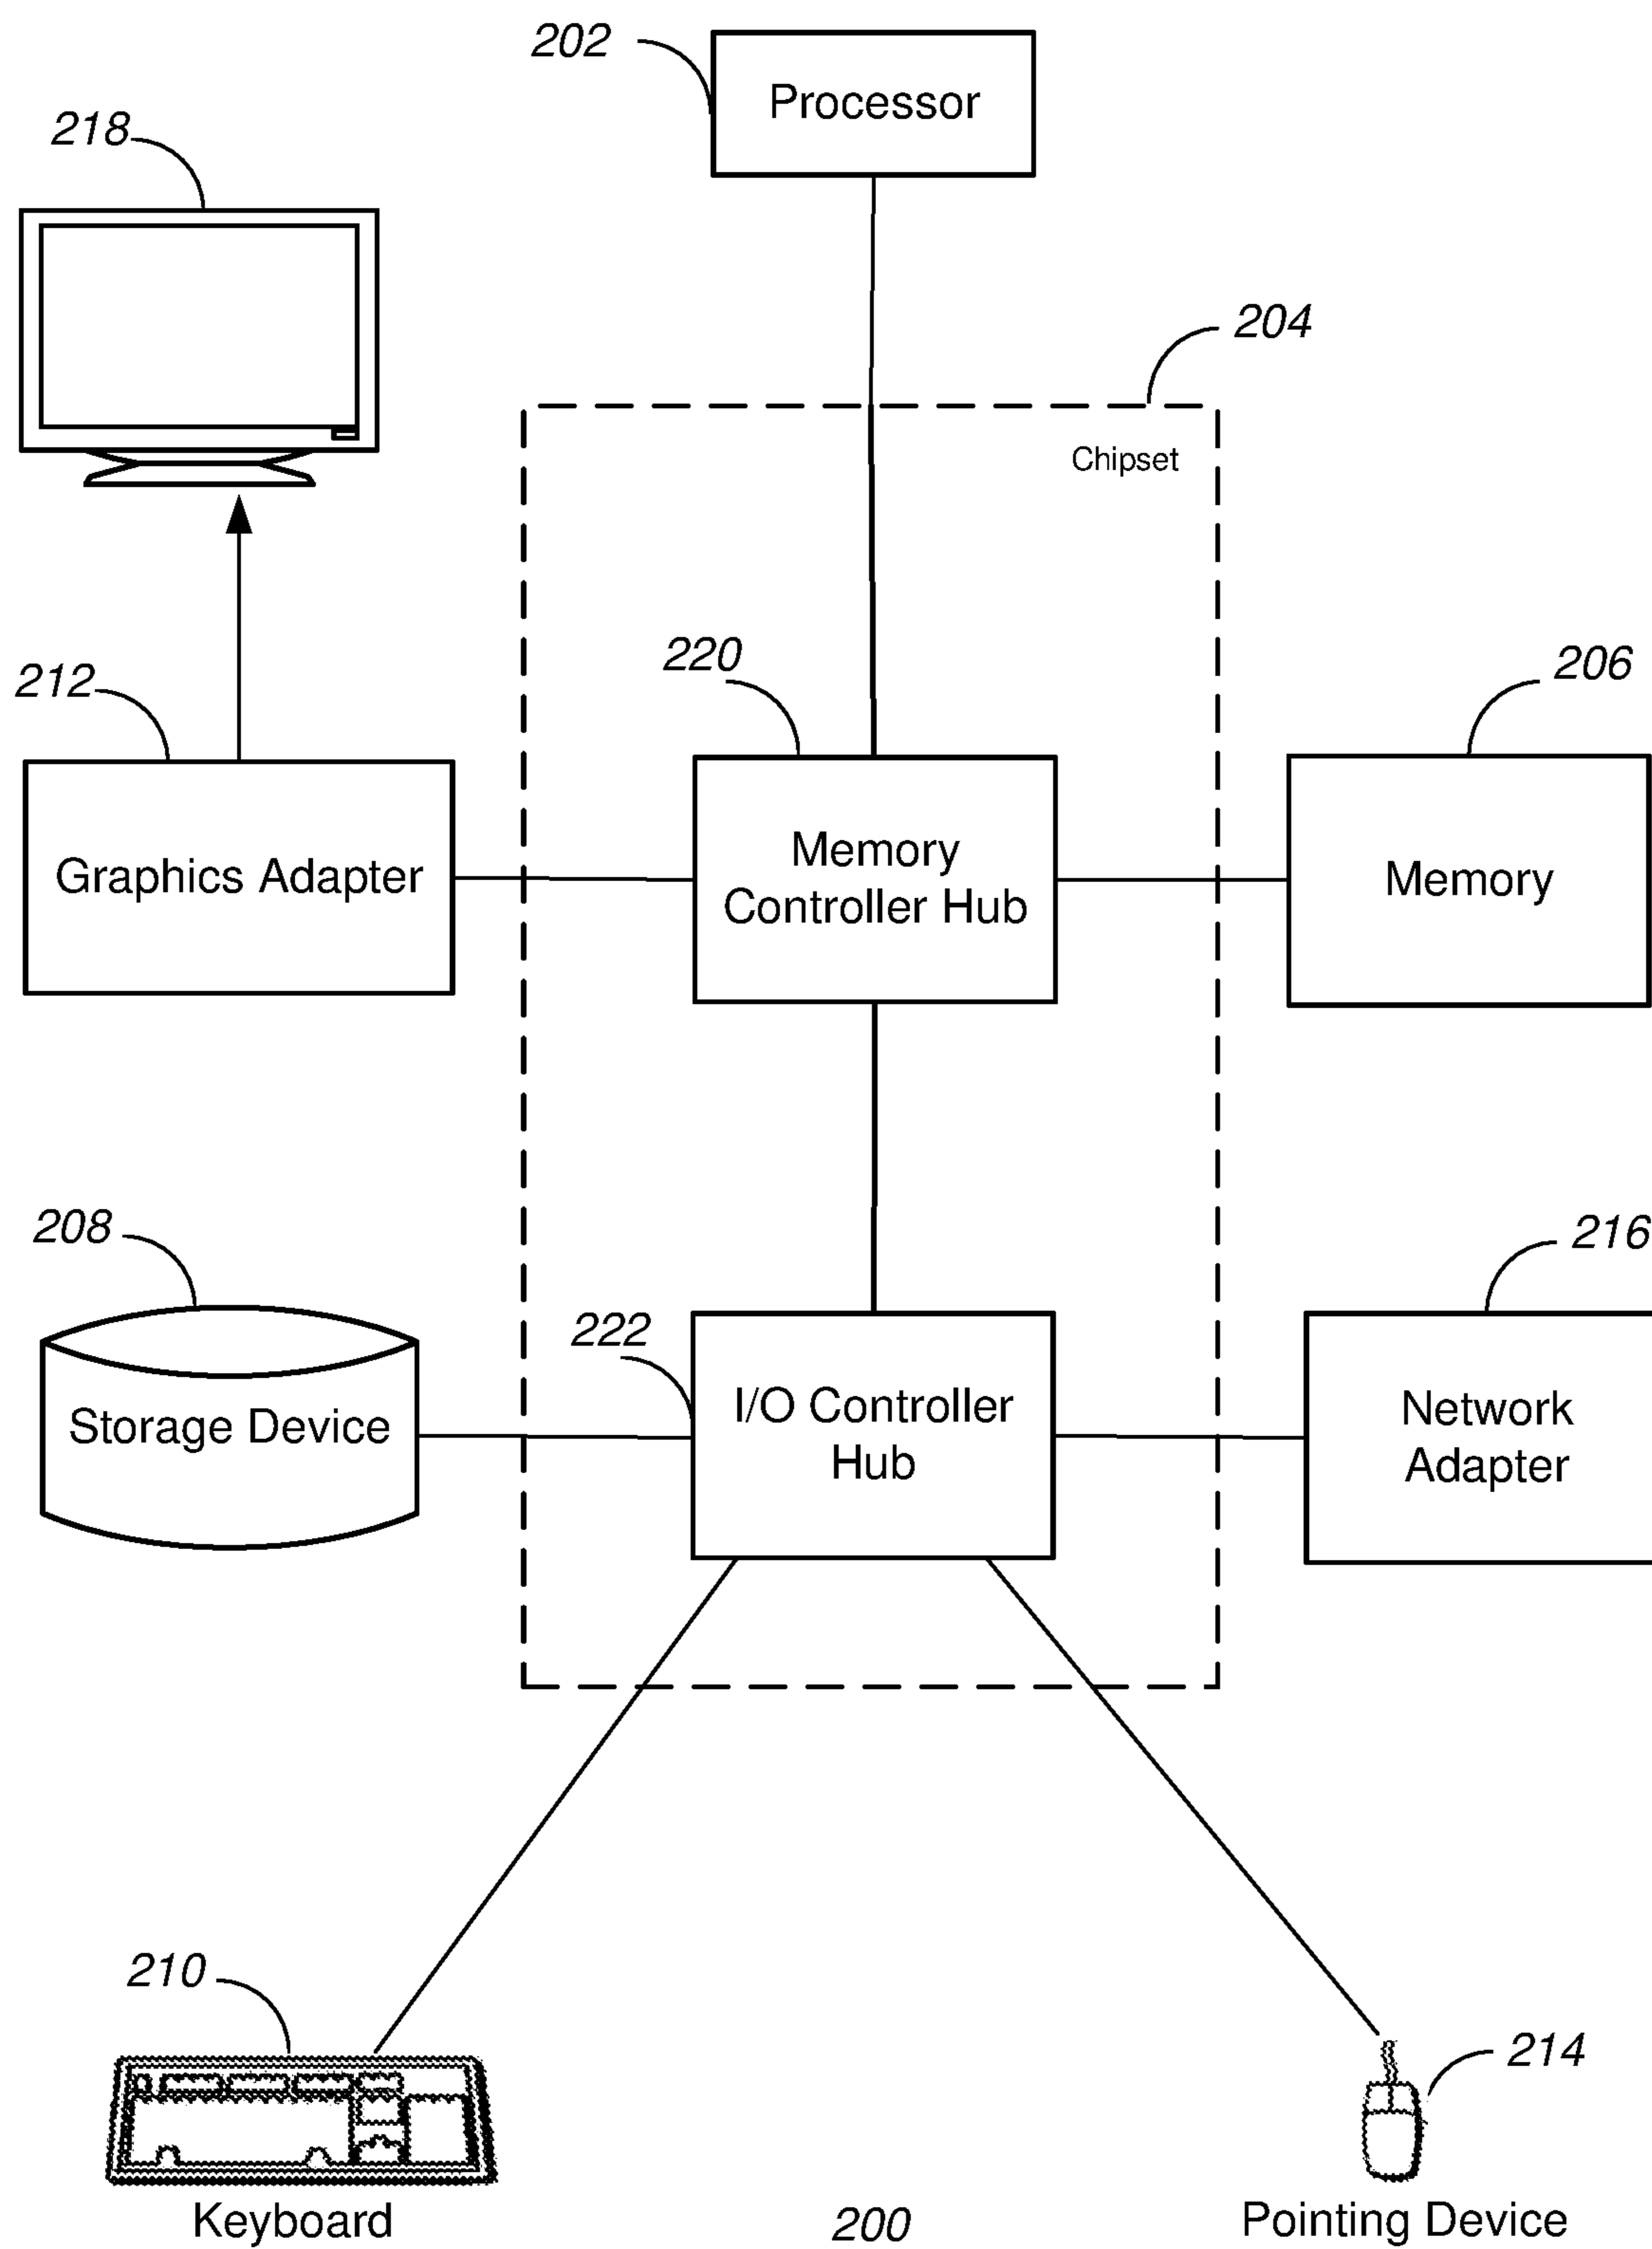 202
Processor
218
204
Chipset
220
206
212
Memory
Controller Hub
Graphics Adapter
Memory
208
216
222
I/O Controller
Hub
Storage Device
Network
Adapter
210
214
Keyboard
200
Pointing Device